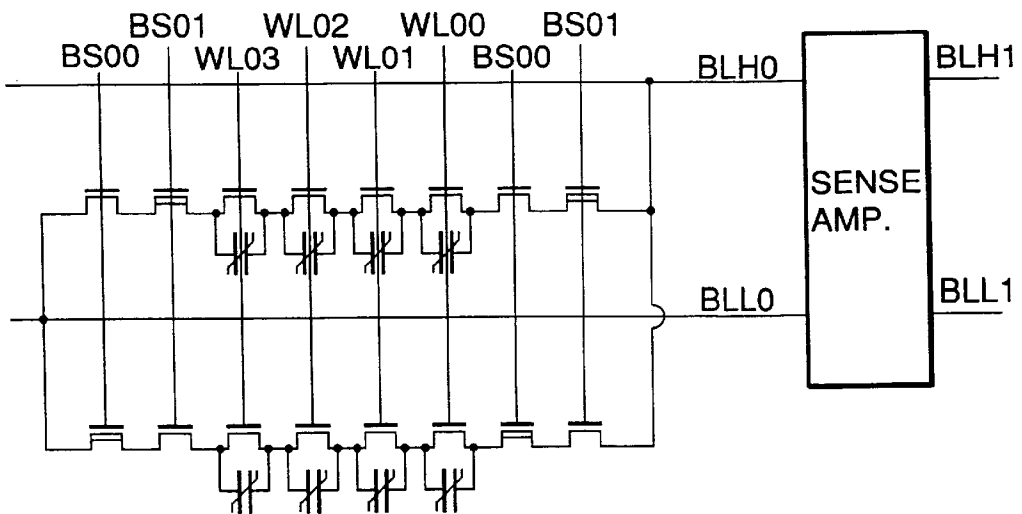 BS01
WL02
WL00
BS01
BS00
WL03
WL01
BS00
BLH0
BLH1
SENSE
AMP.
BLL0
BLL1